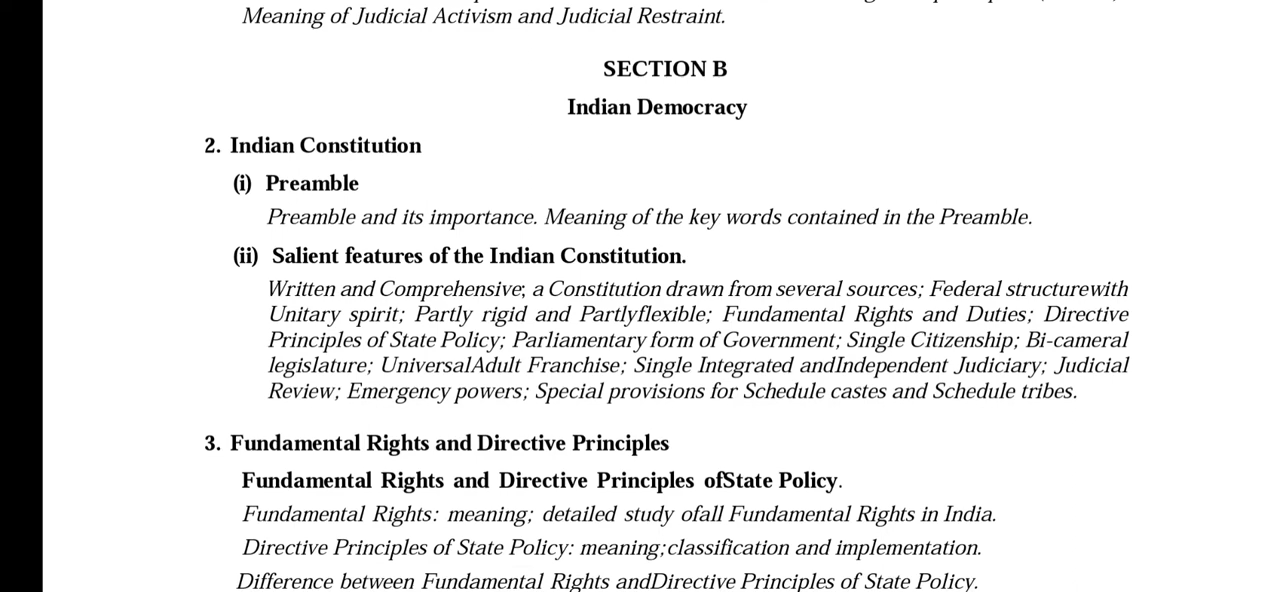 Meaning of Judicial Activism and Judicial Restraint.
SECTION B
Indian Democracy
2. Indian Constitution
(i) Preamble
Preamble and its importance. Meaning of the key words contained in the Preamble.
(ii) Salient features of the Indian Constitution.
Written and Comprehensive; a Constitution drawn from several sources; Federal structurewith
Unitary spirit; Partly rigid and Partlyflexible; Fundamental Rights and Duties; Directive
Principles of State Policy; Parliamentary form of Government; Single Citizenship; Bi-cameral
legislature; UniversalAdult Franchise; Single Integrated andIndependent Judiciary; Judicial
Review; Emergency powers; Special provisions for Schedule castes and Schedule tribes.
3. Fundamental Rights and Directive Principles
Fundamental Rights and Directive Principles ofState Policy.
Fundamental Rights: meaning; detailed study ofall Fundamental Rights in India.
Directive Principles of State Policy: meaning;classification and implementation.
Difference between Fundamental Rights andDirective Principles of State Policy.